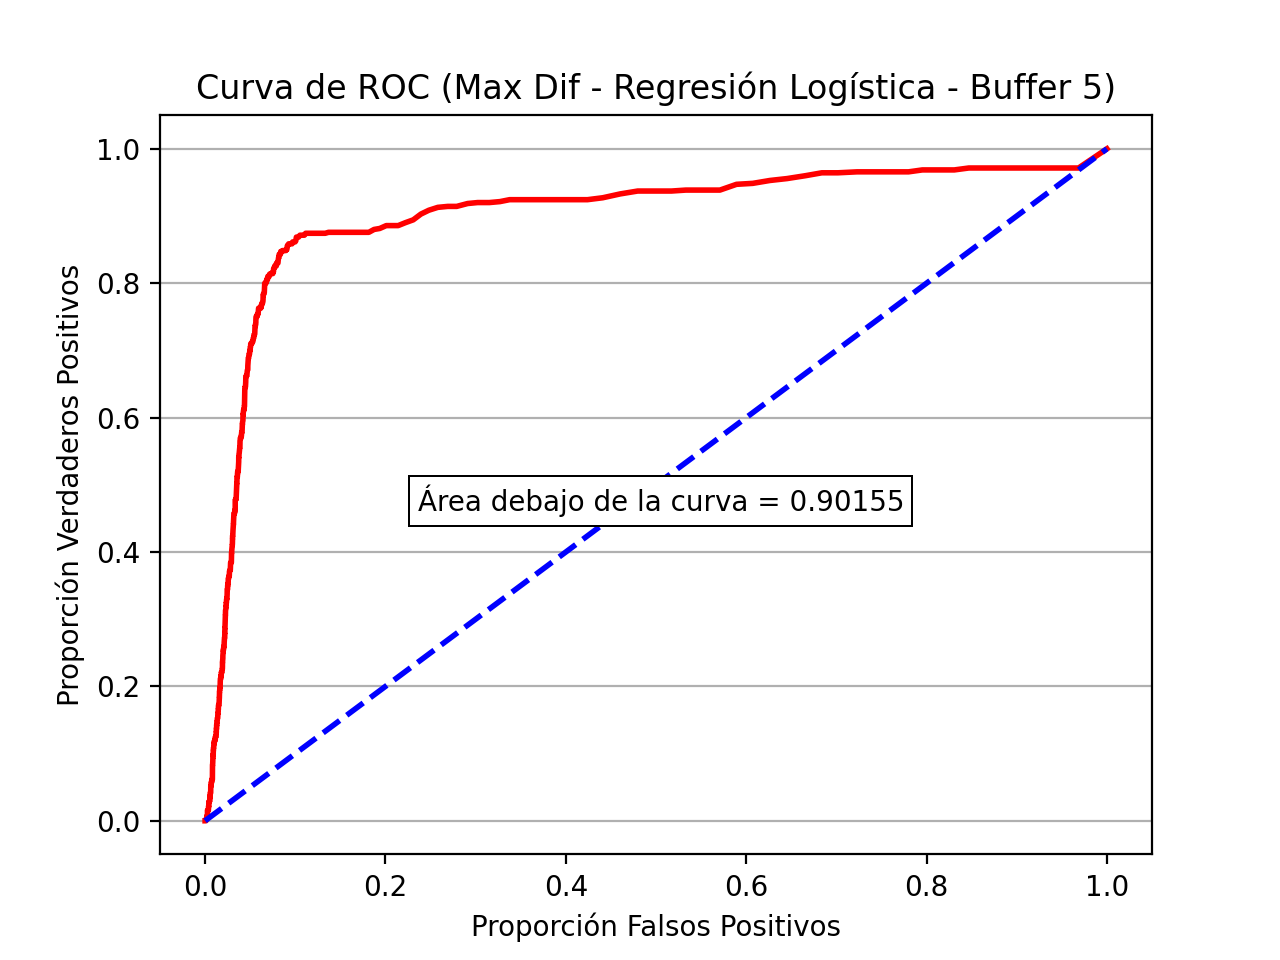 Curva de ROC (Max Dif - Regresión Logística - Buffer 5)
1.0
0.8
0.6
0.4
0.2
0.0
Proporción Verdaderos Positivos
Área debajo de la curva = 0.90155
0.0 0.2 0.4 0.6 0.8 1.0
Proporción Falsos Positivos